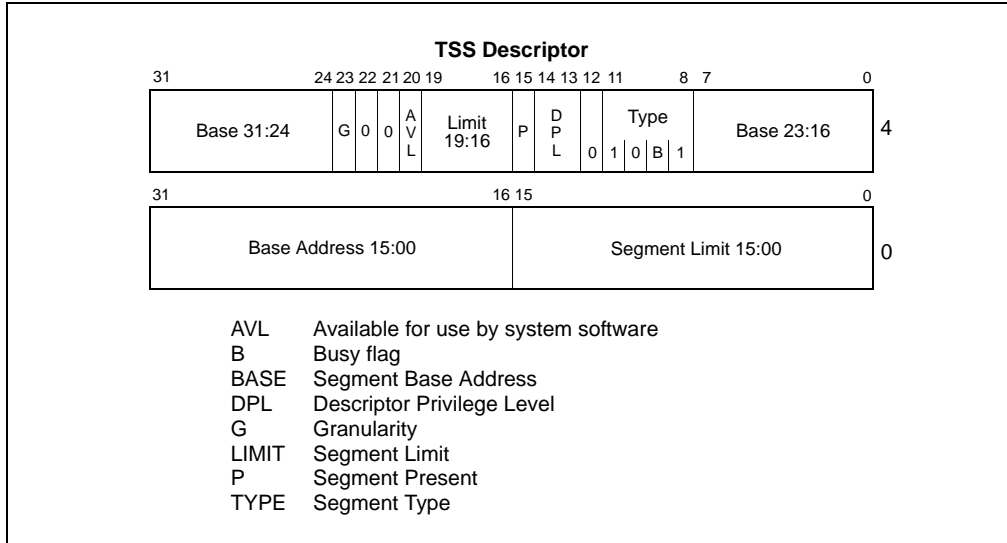 TSS Descriptor
31 24 23 22 21 20 19 16 15 14 13 12 11 8 7 0
Base 31:24 G 0 0 AVL Limit 19:16 P DPL 0 Type 1 0 B 1 Base 23:16 4
31 16 15 0
Base Address 15:00 Segment Limit 15:00 0
AVL Available for use by system software
B Busy flag
BASE Segment Base Address
DPL Descriptor Privilege Level
G Granularity
LIMIT Segment Limit
P Segment Present
TYPE Segment Type